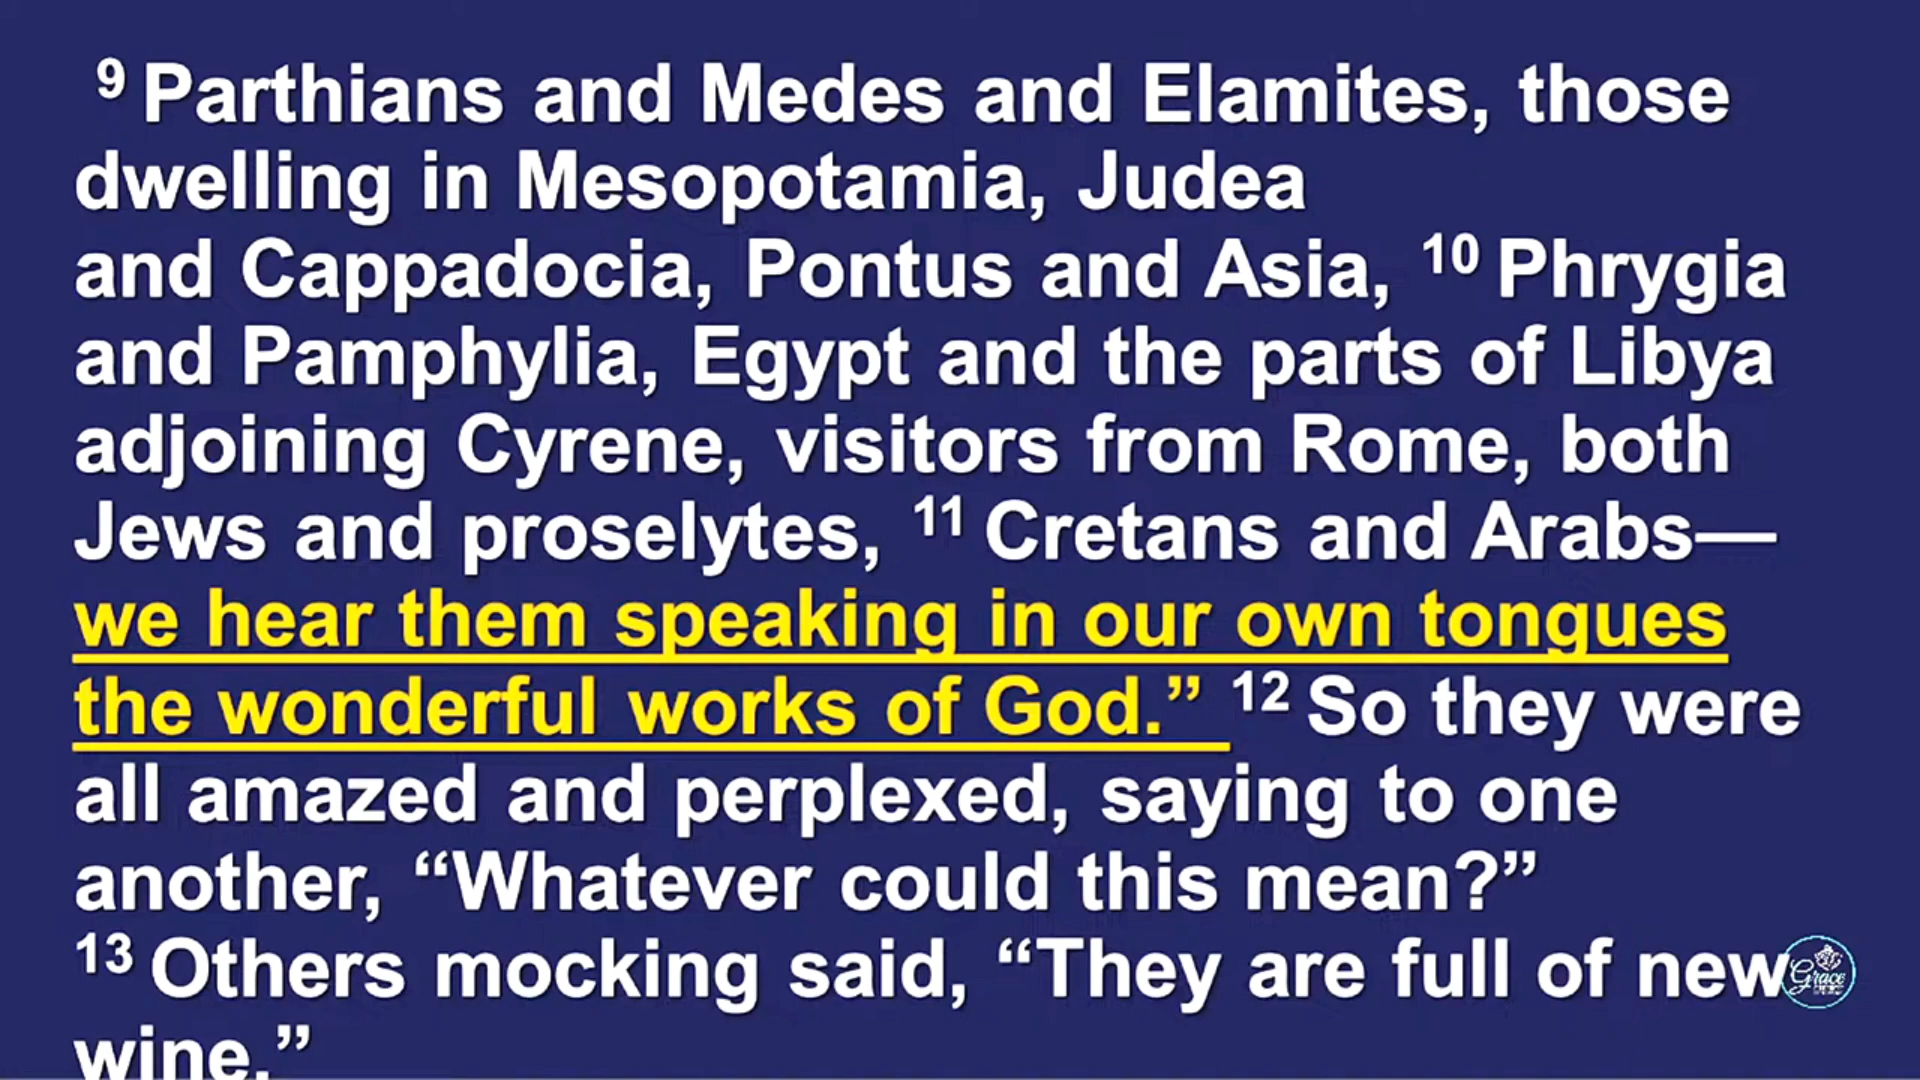 9 Parthians and Medes and Elamites, those
dwelling in Mesopotamia, Judea
and Cappadocia, Pontus and Asia, 10 Phrygia
and Pamphylia, Egypt and the parts of Libya
adjoining Cyrene, visitors from Rome, both
Jews and proselytes, 11 Cretans and Arabs—
we hear them speaking in our own tongues
the wonderful works of God.” 12 So they were
all amazed and perplexed, saying to one
another, “Whatever could this mean?”
13 Others mocking said, “They are full of new
wine.”
Grace